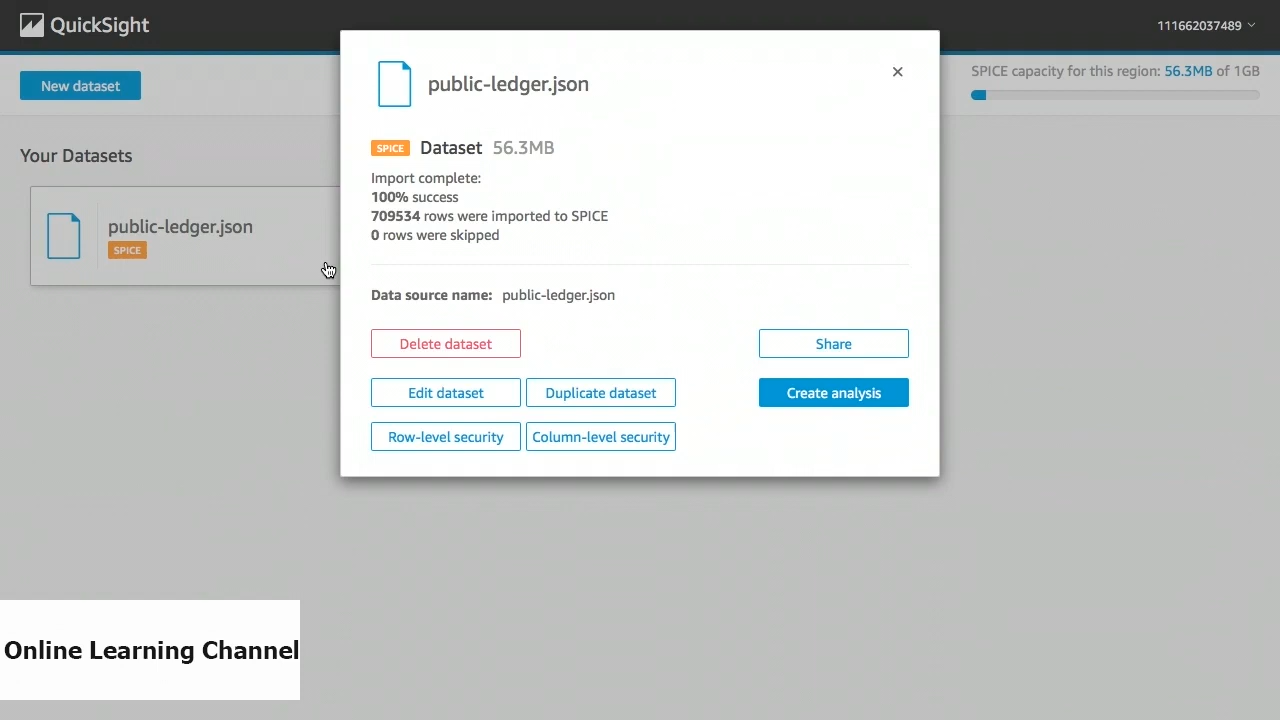 QuickSight
111662037489
New dataset
SPICE capacity for this region: 56.3MB of 1GB
Your Datasets
public-ledger.json
SPICE
public-ledger.json
SPICE Dataset 56.3MB
Import complete:
100% success
709534 rows were imported to SPICE
0 rows were skipped
Data source name: public-ledger.json
Delete dataset
Share
Edit dataset
Duplicate dataset
Create analysis
Row-level security
Column-level security
Online Learning Channel